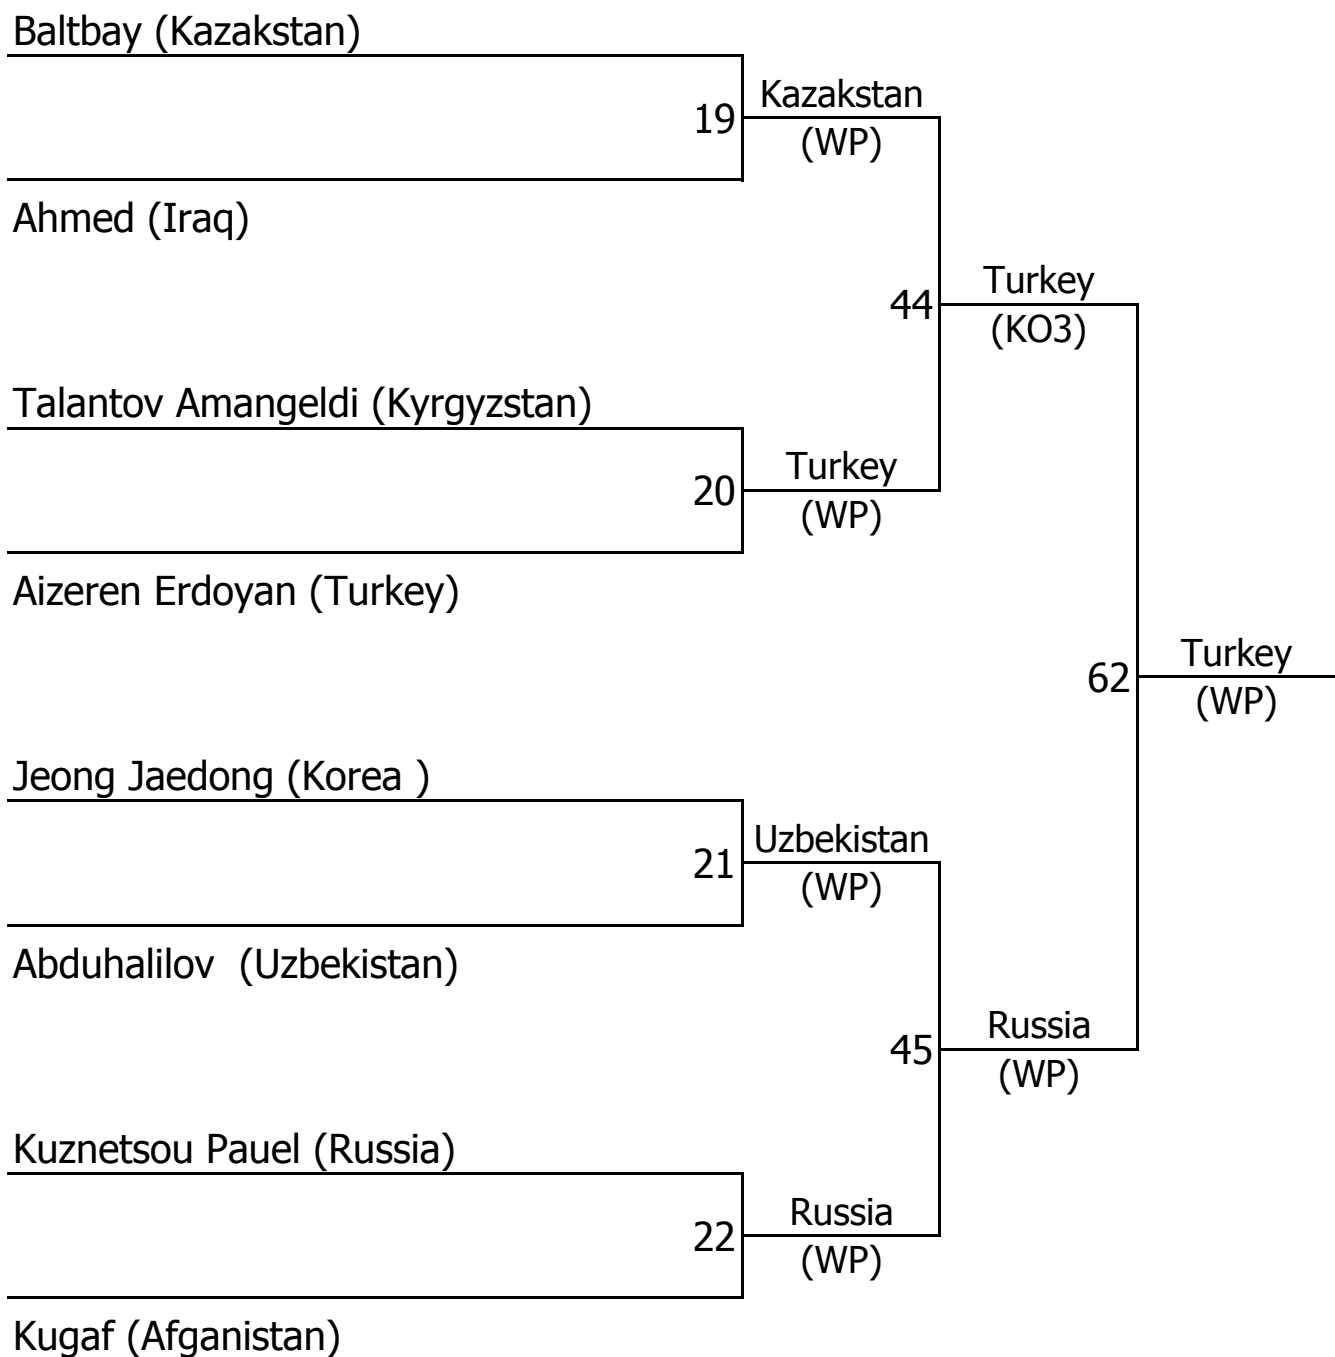 Baltbay (Kazakstan)
19
Kazakstan
(WP)
Ahmed (Iraq)
44
Turkey
(KO3)
Talantov Amangeldi (Kyrgyzstan)
20
Turkey
(WP)
Aizeren Erdoyan (Turkey)
62
Turkey
(WP)
Jeong Jaedong (Korea )
21
Uzbekistan
(WP)
Abduhalilov  (Uzbekistan)
45
Russia
(WP)
Kuznetsou Pauel (Russia)
22
Russia
(WP)
Kugaf (Afganistan)